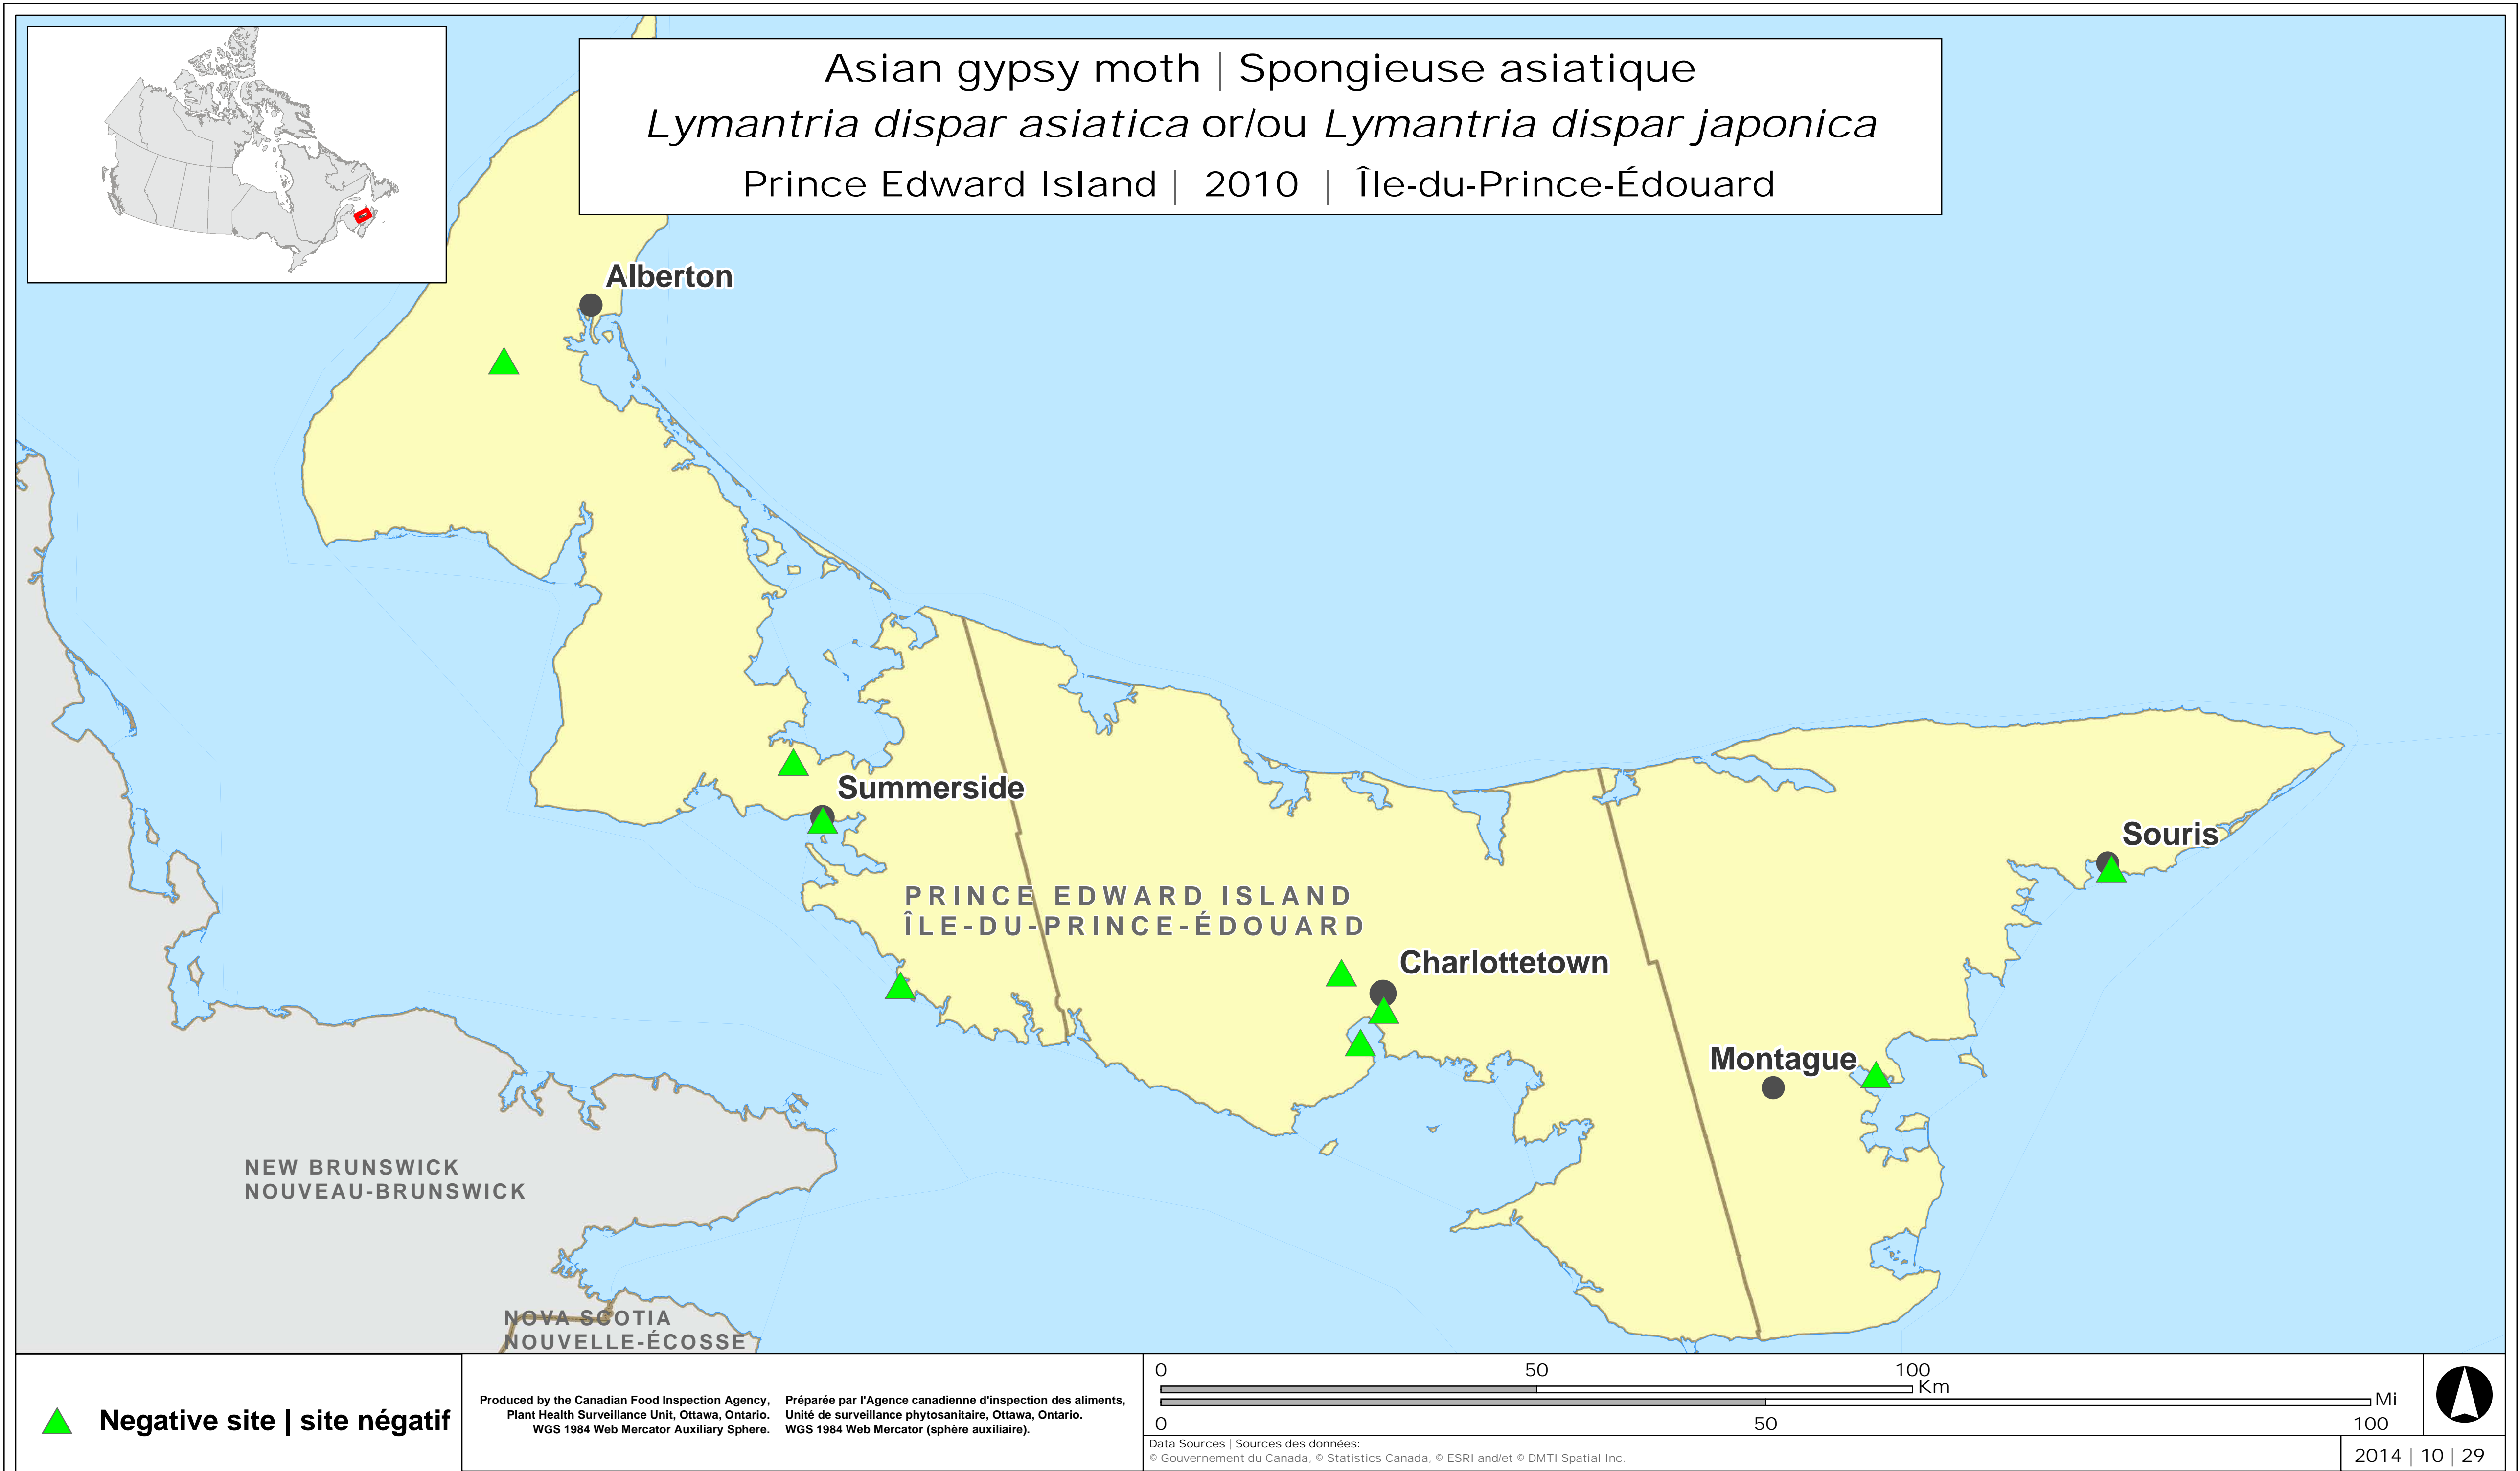 Asian gypsy moth | Spongieuse asiatique
Lymantria dispar asiatica or/ou Lymantria dispar japonica
Prince Edward Island | 2010 | Île-du-Prince-Édouard
Alberton
Summerside
Souris
PRINCE EDWARD ISLAND
ÎLE-DU-PRINCE-ÉDOUARD
Charlottetown
Montague
NEW BRUNSWICK
NOUVEAU-BRUNSWICK
NOVA SCOTIA
NOUVELLE-ÉCOSSE
Negative site | site négatif
Produced by the Canadian Food Inspection Agency,
Plant Health Surveillance Unit, Ottawa, Ontario.
WGS 1984 Web Mercator Auxiliary Sphere.
Préparée par l'Agence canadienne d'inspection des aliments,
Unité de surveillance phytosanitaire, Ottawa, Ontario.
WGS 1984 Web Mercator (sphère auxiliaire).
0 50 100
Km
Mi
0 50 100
Data Sources | Sources des données:
© Gouvernement du Canada, © Statistics Canada, © ESRI and/et © DMTI Spatial Inc.
2014 | 10 | 29